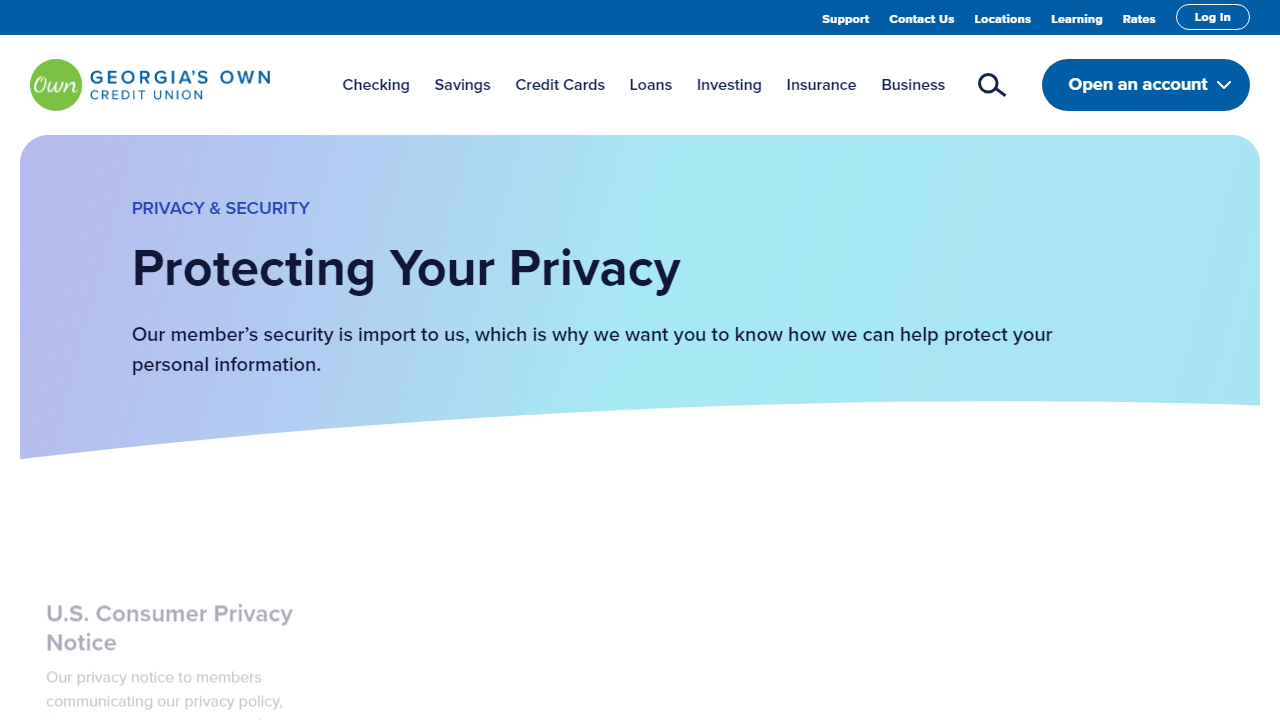 Support Contact Us Locations Learning Rates Log In
Own GEORGIA'S OWN
CREDIT UNION
Checking Savings Credit Cards Loans Investing Insurance Business Open an account
PRIVACY & SECURITY
Protecting Your Privacy
Our member’s security is import to us, which is why we want you to know how we can help protect your
personal information.
U.S. Consumer Privacy
Notice
Our privacy notice to members
communicating our privacy policy,